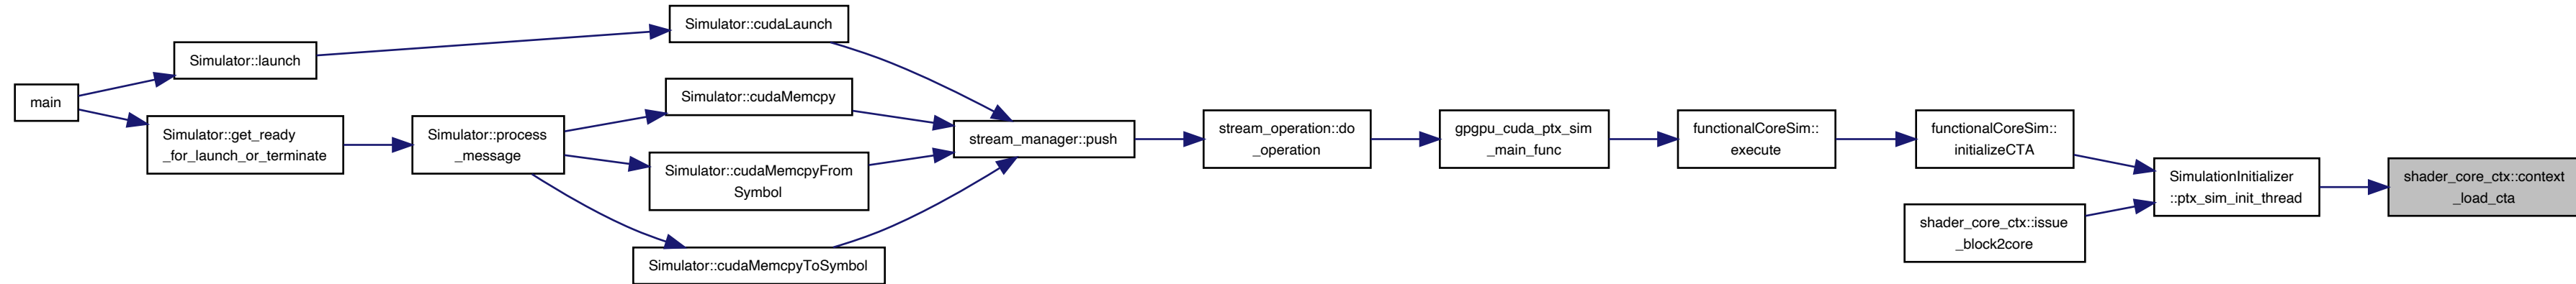 main
Simulator::launch
Simulator::get_ready
_for_launch_or_terminate
Simulator::process
_message
Simulator::cudaLaunch
Simulator::cudaMemcpy
Simulator::cudaMemcpyFrom
Symbol
Simulator::cudaMemcpyToSymbol
stream_manager::push
stream_operation::do
_operation
gpgpu_cuda_ptx_sim
_main_func
functionalCoreSim::
execute
functionalCoreSim::
initializeCTA
shader_core_ctx::issue
_block2core
SimulationInitializer
::ptx_sim_init_thread
shader_core_ctx::context
_load_cta